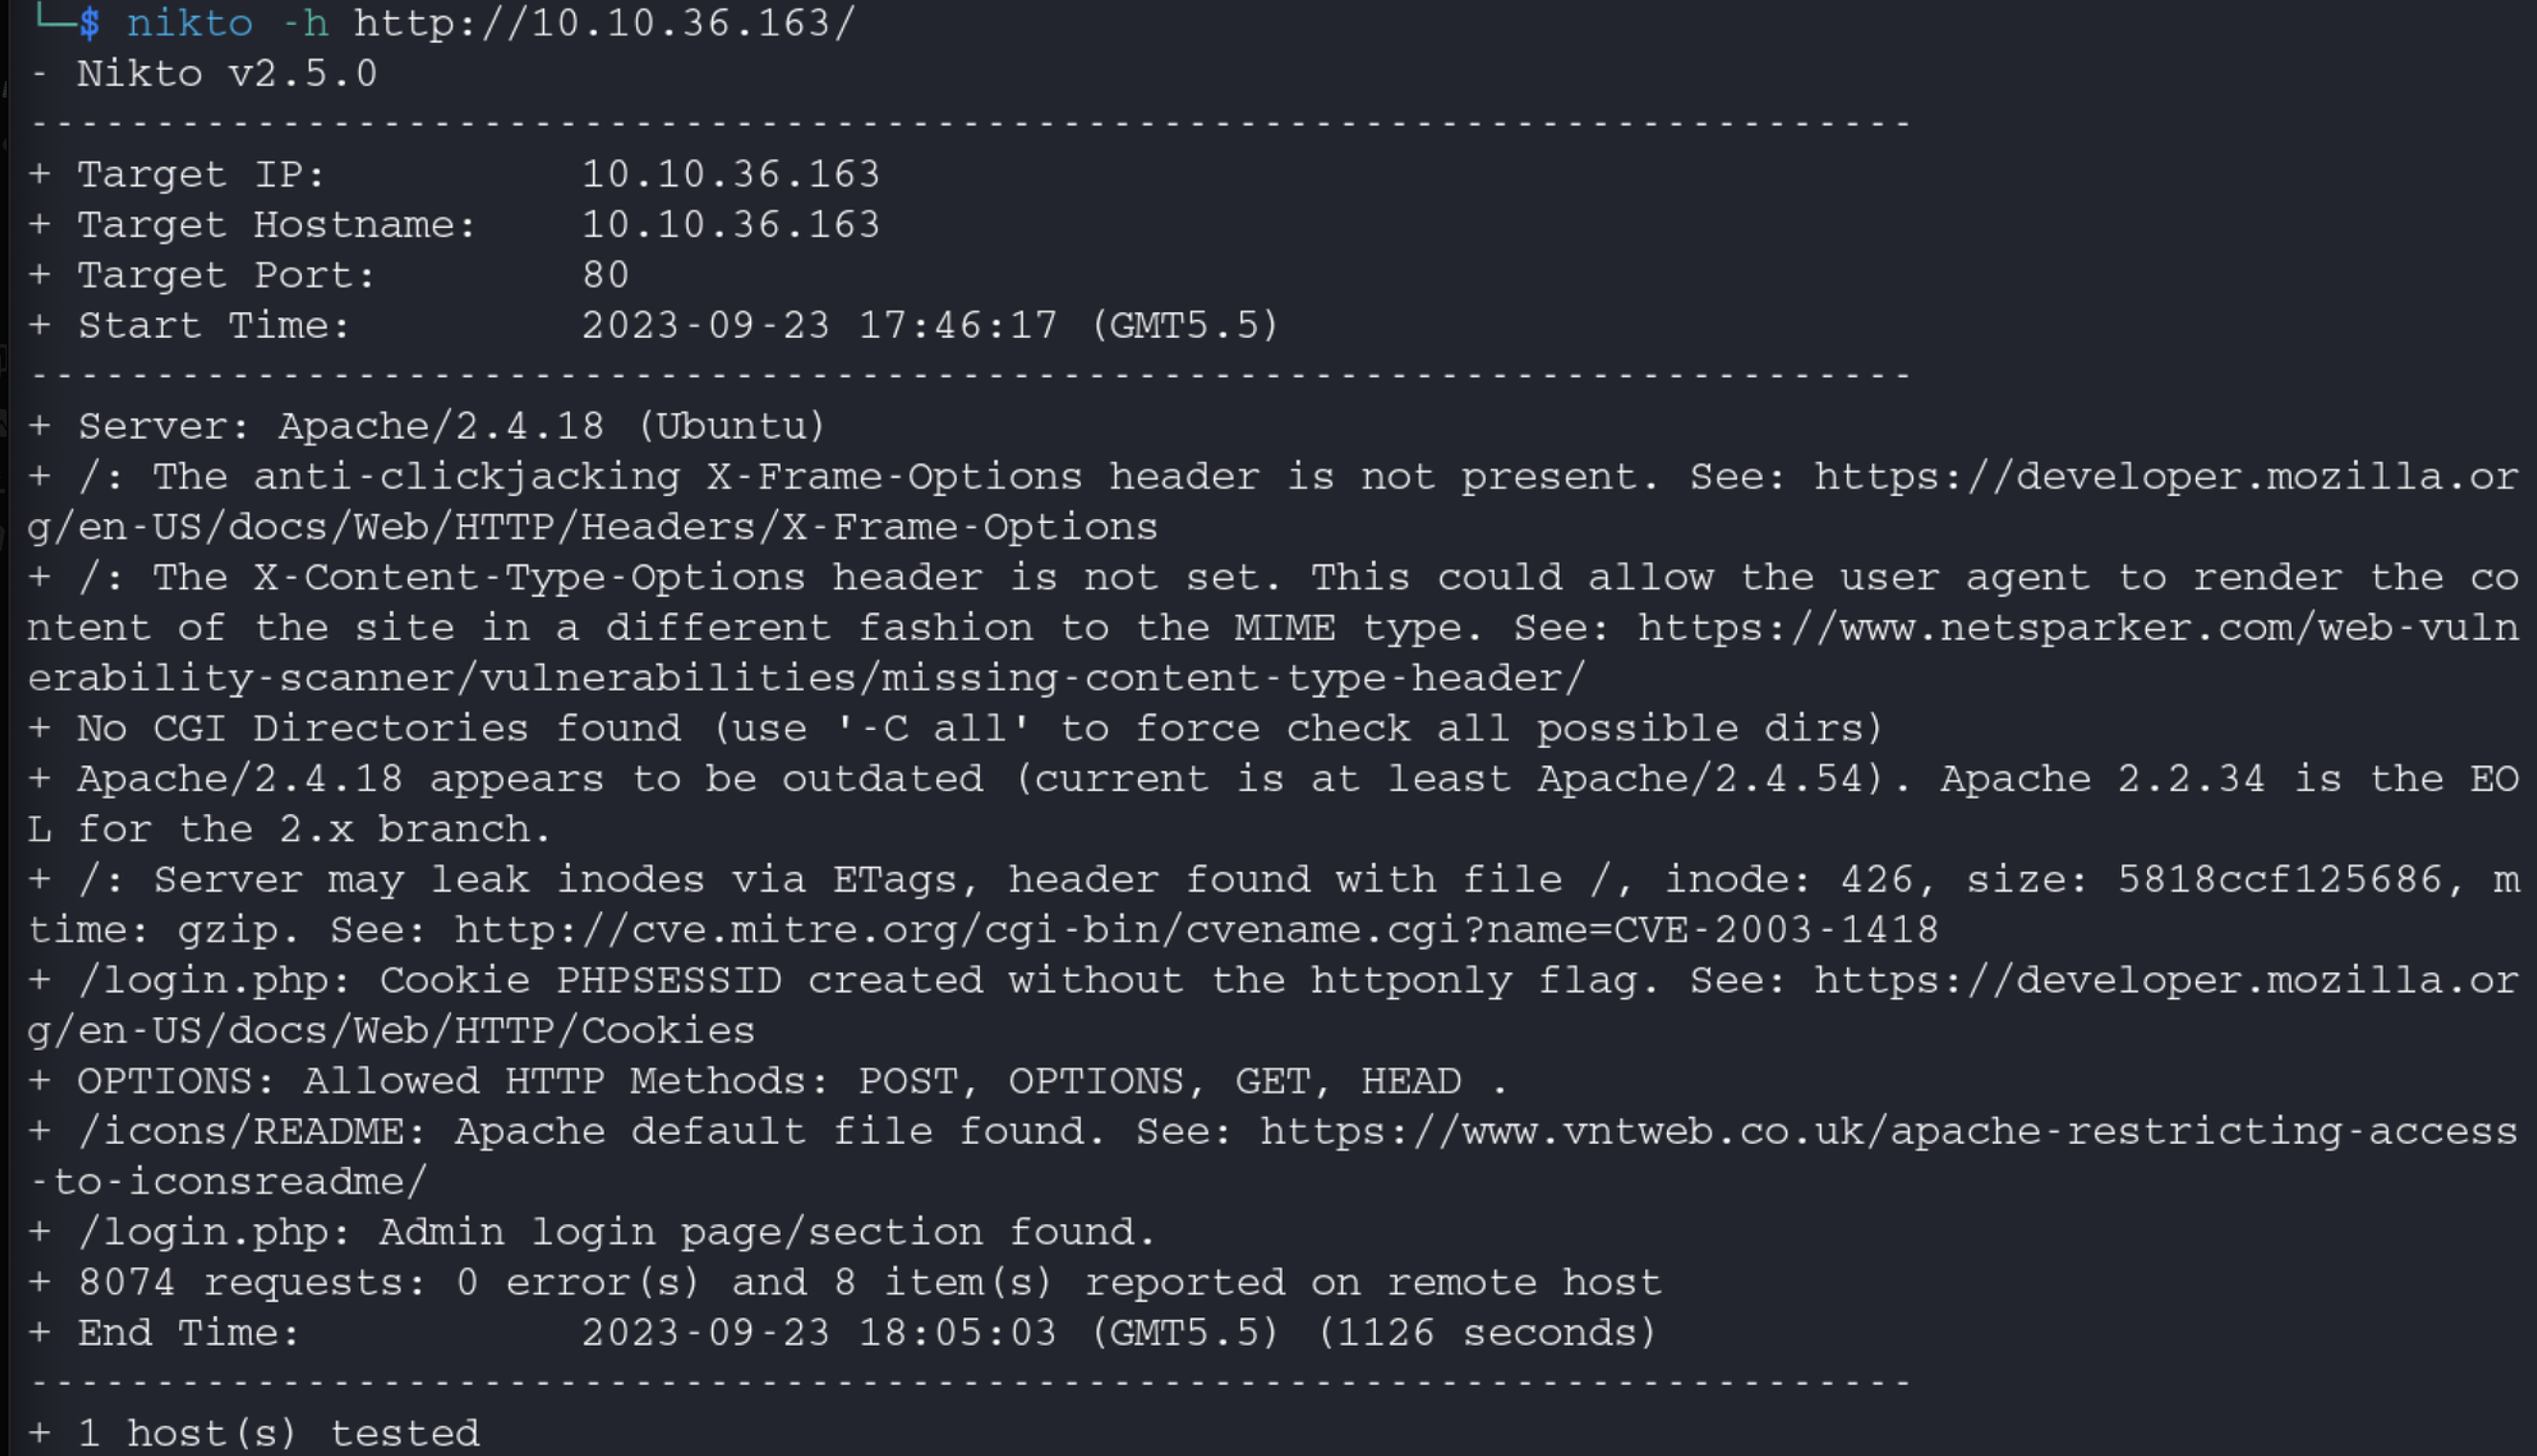 └─$ nikto -h http://10.10.36.163/
- Nikto v2.5.0
---------------------------------------------------------------------------
+ Target IP:          10.10.36.163
+ Target Hostname:    10.10.36.163
+ Target Port:        80
+ Start Time:         2023-09-23 17:46:17 (GMT5.5)
---------------------------------------------------------------------------
+ Server: Apache/2.4.18 (Ubuntu)
+ /: The anti-clickjacking X-Frame-Options header is not present. See: https://developer.mozilla.or
g/en-US/docs/Web/HTTP/Headers/X-Frame-Options
+ /: The X-Content-Type-Options header is not set. This could allow the user agent to render the co
ntent of the site in a different fashion to the MIME type. See: https://www.netsparker.com/web-vuln
erability-scanner/vulnerabilities/missing-content-type-header/
+ No CGI Directories found (use '-C all' to force check all possible dirs)
+ Apache/2.4.18 appears to be outdated (current is at least Apache/2.4.54). Apache 2.2.34 is the EO
L for the 2.x branch.
+ /: Server may leak inodes via ETags, header found with file /, inode: 426, size: 5818ccf125686, m
time: gzip. See: http://cve.mitre.org/cgi-bin/cvename.cgi?name=CVE-2003-1418
+ /login.php: Cookie PHPSESSID created without the httponly flag. See: https://developer.mozilla.or
g/en-US/docs/Web/HTTP/Cookies
+ OPTIONS: Allowed HTTP Methods: POST, OPTIONS, GET, HEAD .
+ /icons/README: Apache default file found. See: https://www.vntweb.co.uk/apache-restricting-access
-to-iconsreadme/
+ /login.php: Admin login page/section found.
+ 8074 requests: 0 error(s) and 8 item(s) reported on remote host
+ End Time:           2023-09-23 18:05:03 (GMT5.5) (1126 seconds)
---------------------------------------------------------------------------
+ 1 host(s) tested